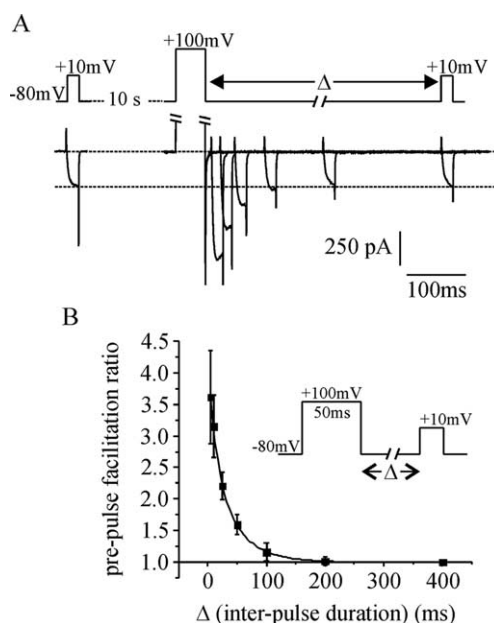 A
+10mV
+100mV
+10mV
-80mV
10 s
Δ
250 pA
100ms
B
pre-pulse facilitation ratio
4.5
4.0
3.5
3.0
2.5
2.0
1.5
1.0
+100mV
50ms
+10mV
-80mV
Δ
0 100 200 300 400
Δ (inter-pulse duration) (ms)